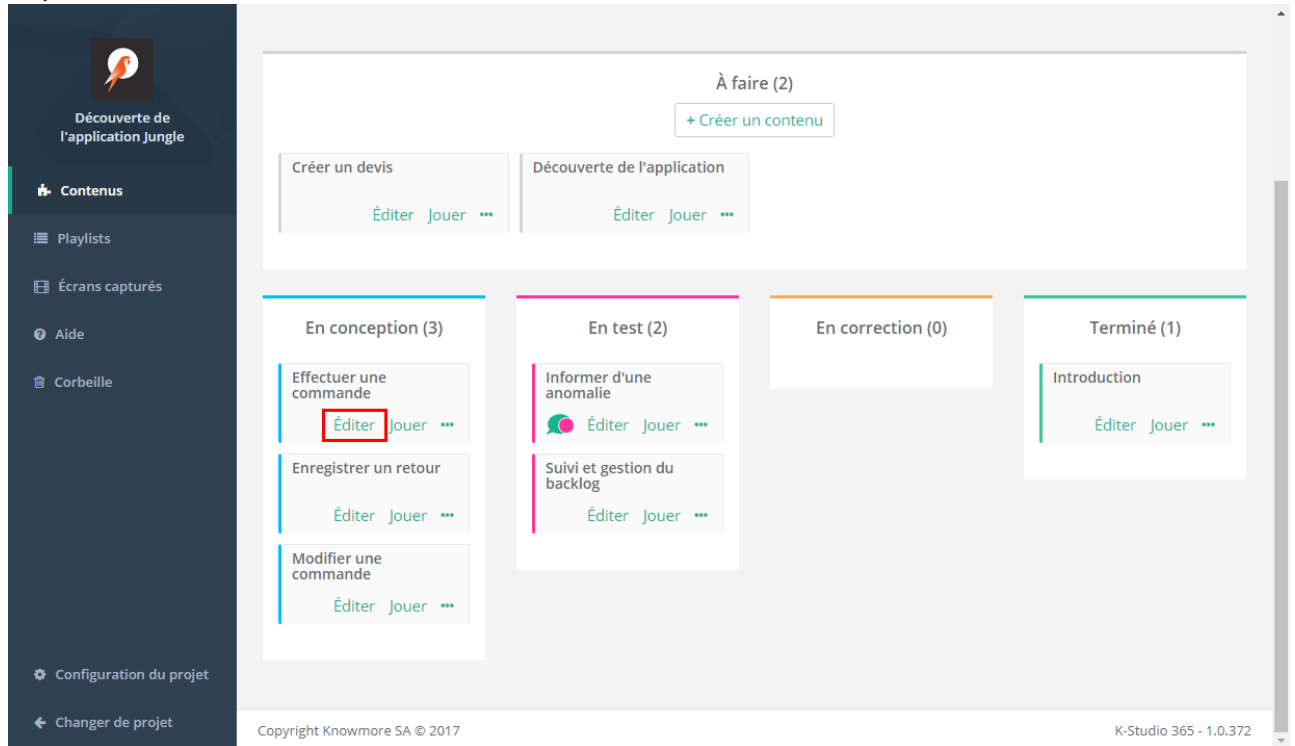 Découverte de
l'application Jungle
Contenus
Playlists
Écrans capturés
Aide
Corbeille
Configuration du projet
Changer de projet
À faire (2)
+ Créer un contenu
Créer un devis
Éditer Jouer •••
Découverte de l'application
Éditer Jouer •••
En conception (3)
Effectuer une
commande
Éditer Jouer •••
Enregistrer un retour
Éditer Jouer •••
Modifier une
commande
Éditer Jouer •••
En test (2)
Informer d'une
anomalie
Éditer Jouer •••
Suivi et gestion du
backlog
Éditer Jouer •••
En correction (0)
Terminé (1)
Introduction
Éditer Jouer •••
Copyright Knowmore SA © 2017
K-Studio 365 - 1.0.372